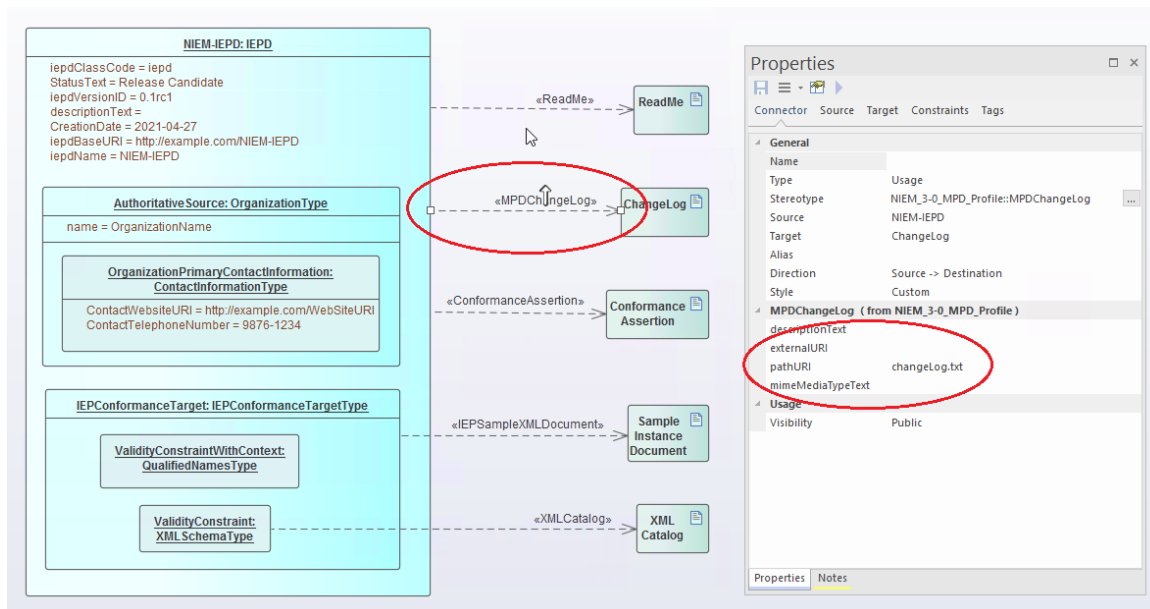 NIEM-IEPD: IEPD
iepdClassCode = iepd
StatusText = Release Candidate
iepdVersionID = 0.1rc1
descriptionText =
CreationDate = 2021-04-27
iepdBaseURI = http://example.com/NIEM-IEPD
iepdName = NIEM-IEPD
AuthoritativeSource: OrganizationType
name = OrganizationName
OrganizationPrimaryContactInformation:
ContactInformationType
ContactWebsiteURI = http://example.com/WebSiteURI
ContactTelephoneNumber = 9876-1234
IEPConformanceTarget: IEPConformanceTargetType
ValidityConstraintWithContext:
QualifiedNamesType
ValidityConstraint:
XMLSchemaType
«ReadMe»
ReadMe
«MPDChangeLog»
ChangeLog
«ConformanceAssertion»
Conformance
Assertion
«IEPSampleXMLDocument»
Sample
Instance
Document
«XMLCatalog»
XML
Catalog
Properties
Connector Source Target Constraints Tags
General
Name
Type Usage
Stereotype NIEM_3-0_MPD_Profile::MPDChangeLog ...
Source NIEM-IEPD
Target ChangeLog
Alias
Direction Source -> Destination
Style Custom
MPDChangeLog ( from NIEM_3-0_MPD_Profile )
descriptionText
externalURI
pathURI changeLog.txt
mimeMediaTypeText
Usage
Visibility Public
Properties Notes